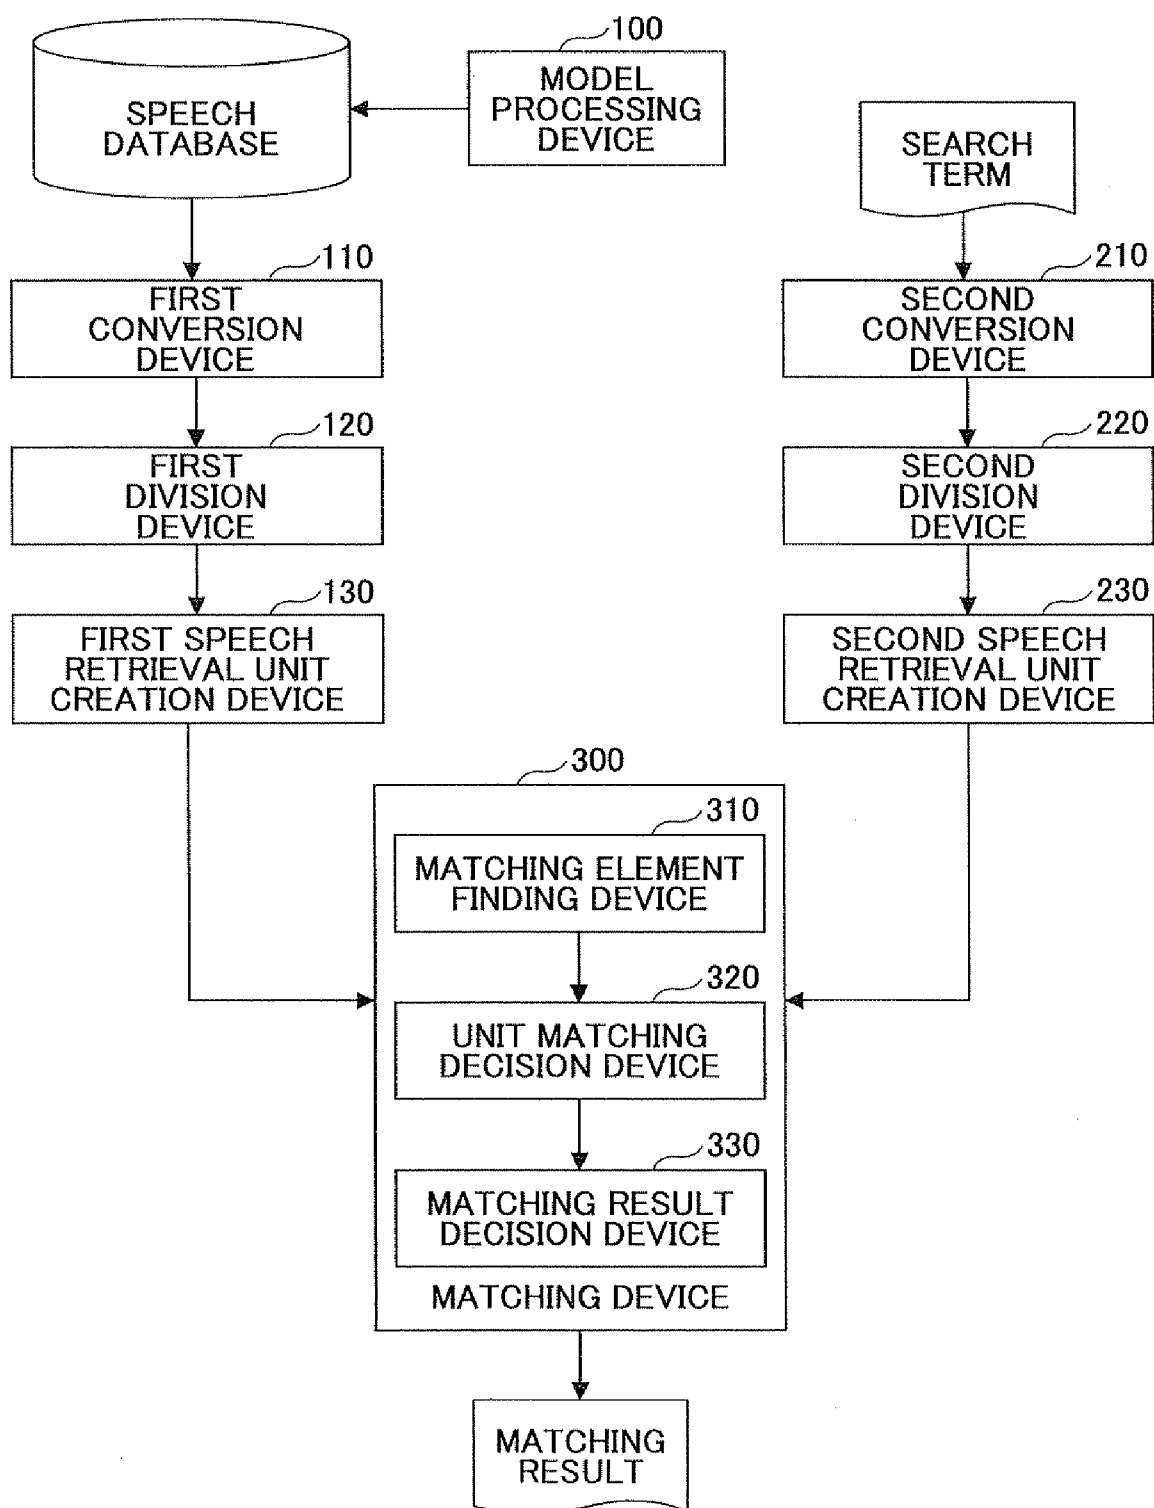 100
MODEL
PROCESSING
DEVICE
SPEECH
DATABASE
SEARCH
TERM
110
FIRST
CONVERSION
DEVICE
210
SECOND
CONVERSION
DEVICE
120
FIRST
DIVISION
DEVICE
220
SECOND
DIVISION
DEVICE
130
FIRST SPEECH
RETRIEVAL UNIT
CREATION DEVICE
230
SECOND SPEECH
RETRIEVAL UNIT
CREATION DEVICE
300
310
MATCHING ELEMENT
FINDING DEVICE
320
UNIT MATCHING
DECISION DEVICE
330
MATCHING RESULT
DECISION DEVICE
MATCHING DEVICE
MATCHING
RESULT